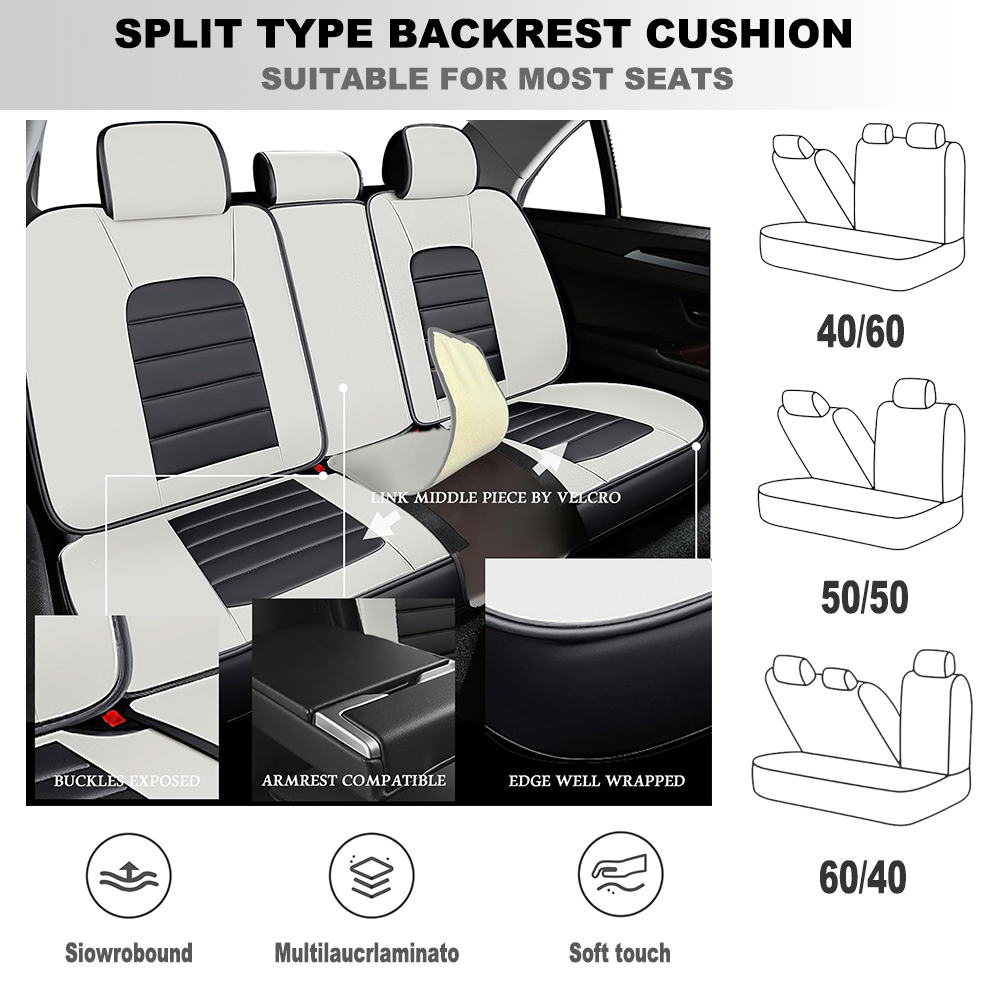 SPLIT TYPE BACKREST CUSHION
SUITABLE FOR MOST SEATS
40/60
LINK MIDDLE PIECE BY VELCRO
50/50
BUCKLES EXPOSED
ARMREST COMPATIBLE
EDGE WELL WRAPPED
60/40
Siowrobound
Multilaucrlaminato
Soft touch